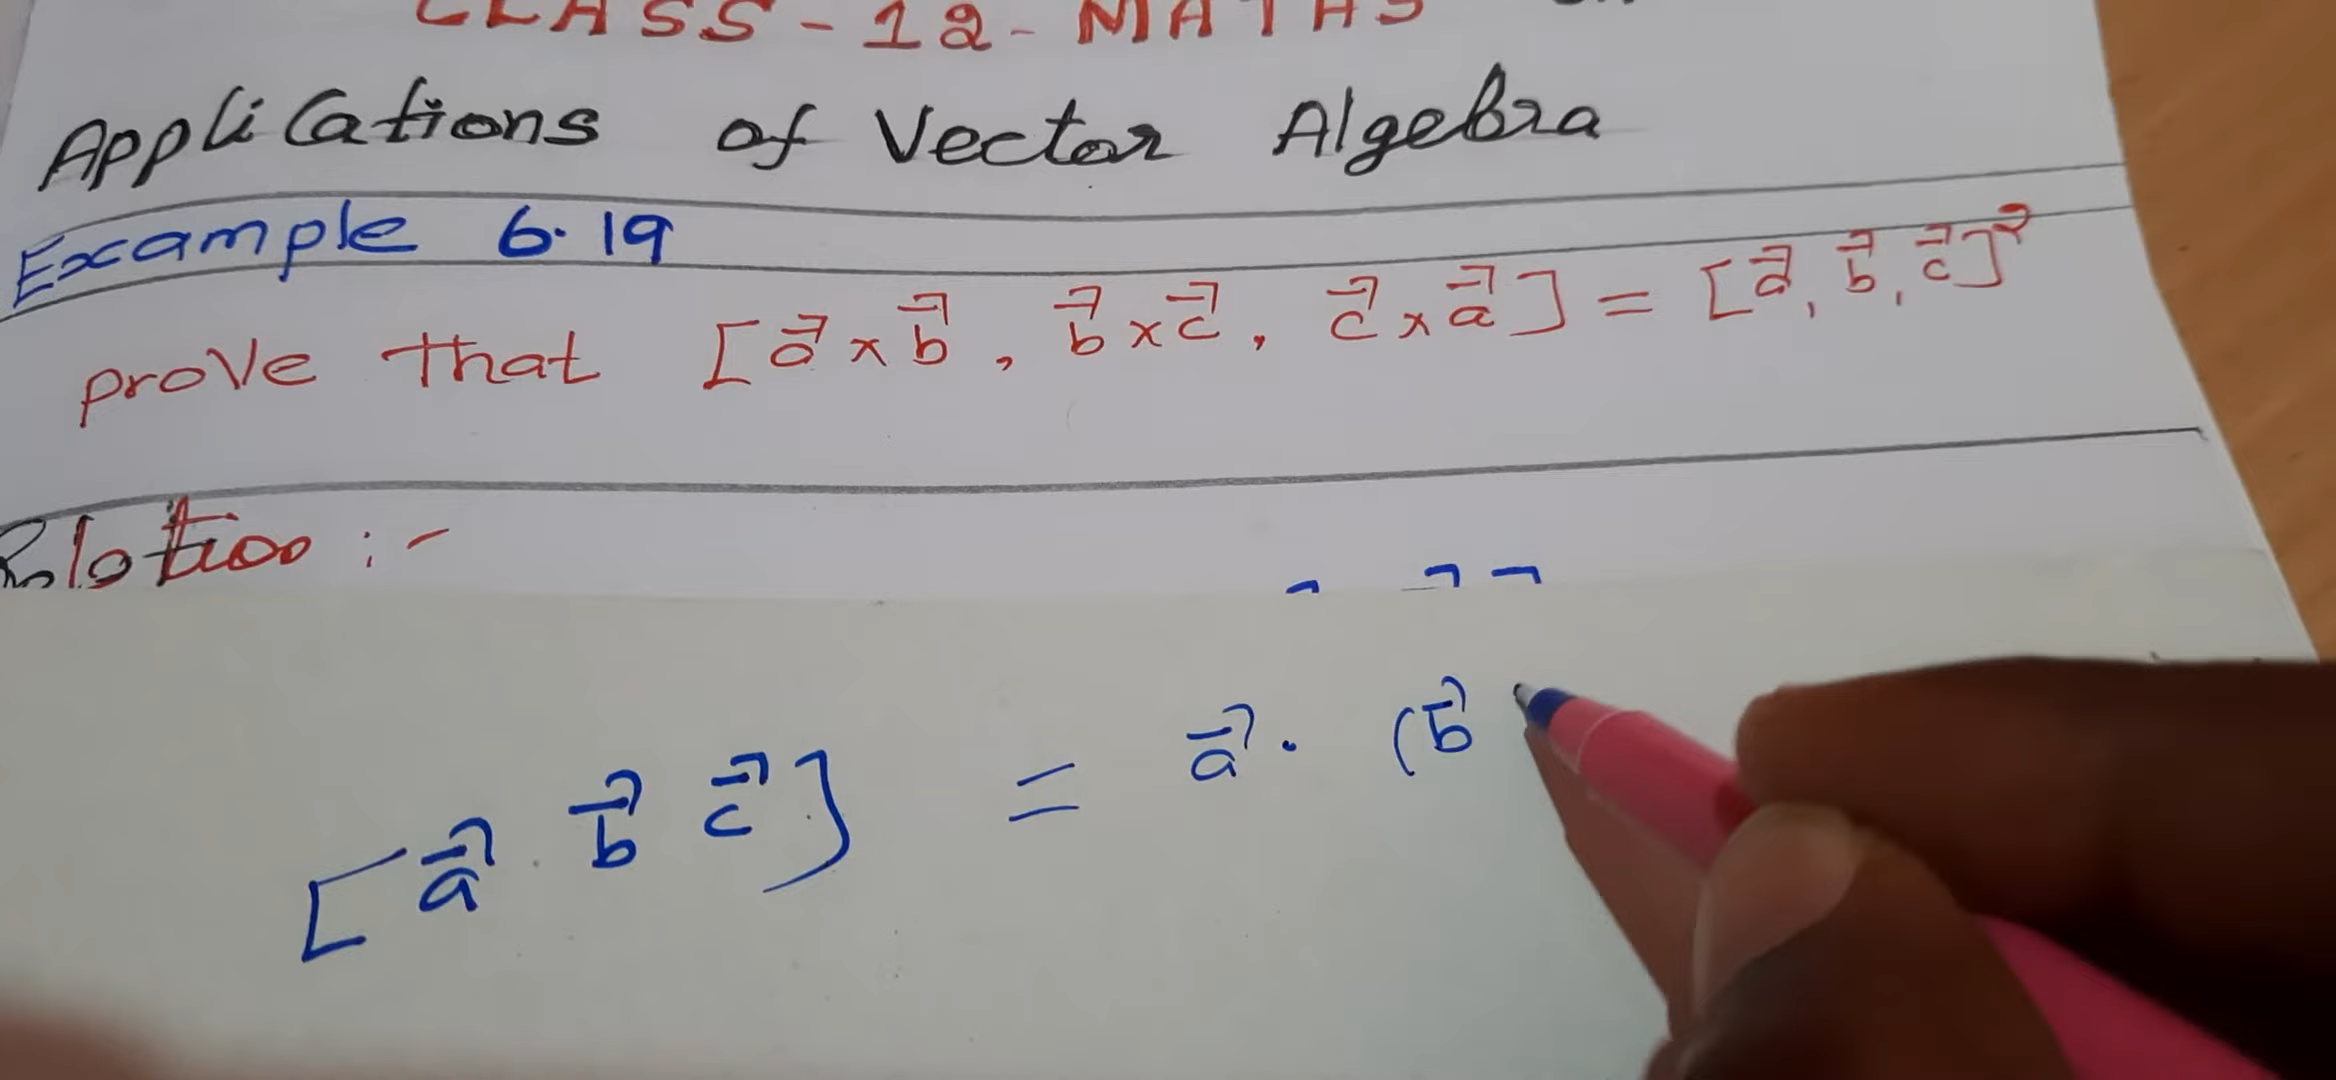 CLASS - 12 - MATHS
Applications of Vector Algebra
Example 6.19
prove that [a⃗ × b⃗, b⃗ × c⃗, c⃗ × a⃗] = [a⃗, b⃗, c⃗]²
Solution :-
[a⃗ b⃗ c⃗] = a⃗ . (b⃗